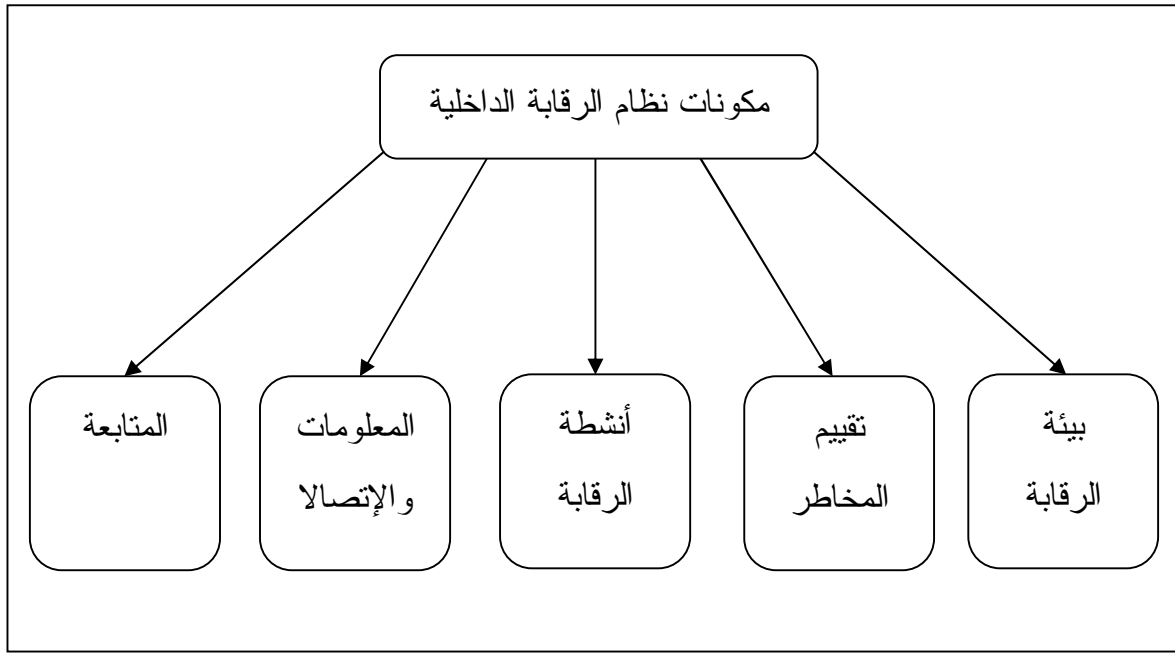 مكونات نظام الرقابة الداخلية
بيئة
الرقابة
تقييم
المخاطر
أنشطة
الرقابة
المعلومات
والإتصالا
المتابعة